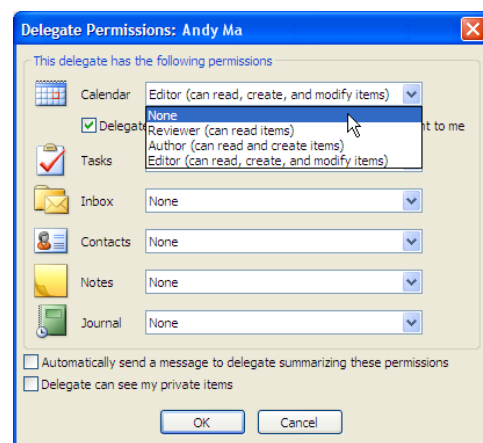 Delegate Permissions: Andy Ma
This delegate has the following permissions
Calendar Editor (can read, create, and modify items)
None
Delegat nt to me
Reviewer (can read items)
Author (can read and create items)
Tasks Editor (can read, create, and modify items)
Inbox None
Contacts None
Notes None
Journal None
Automatically send a message to delegate summarizing these permissions
Delegate can see my private items
OK Cancel